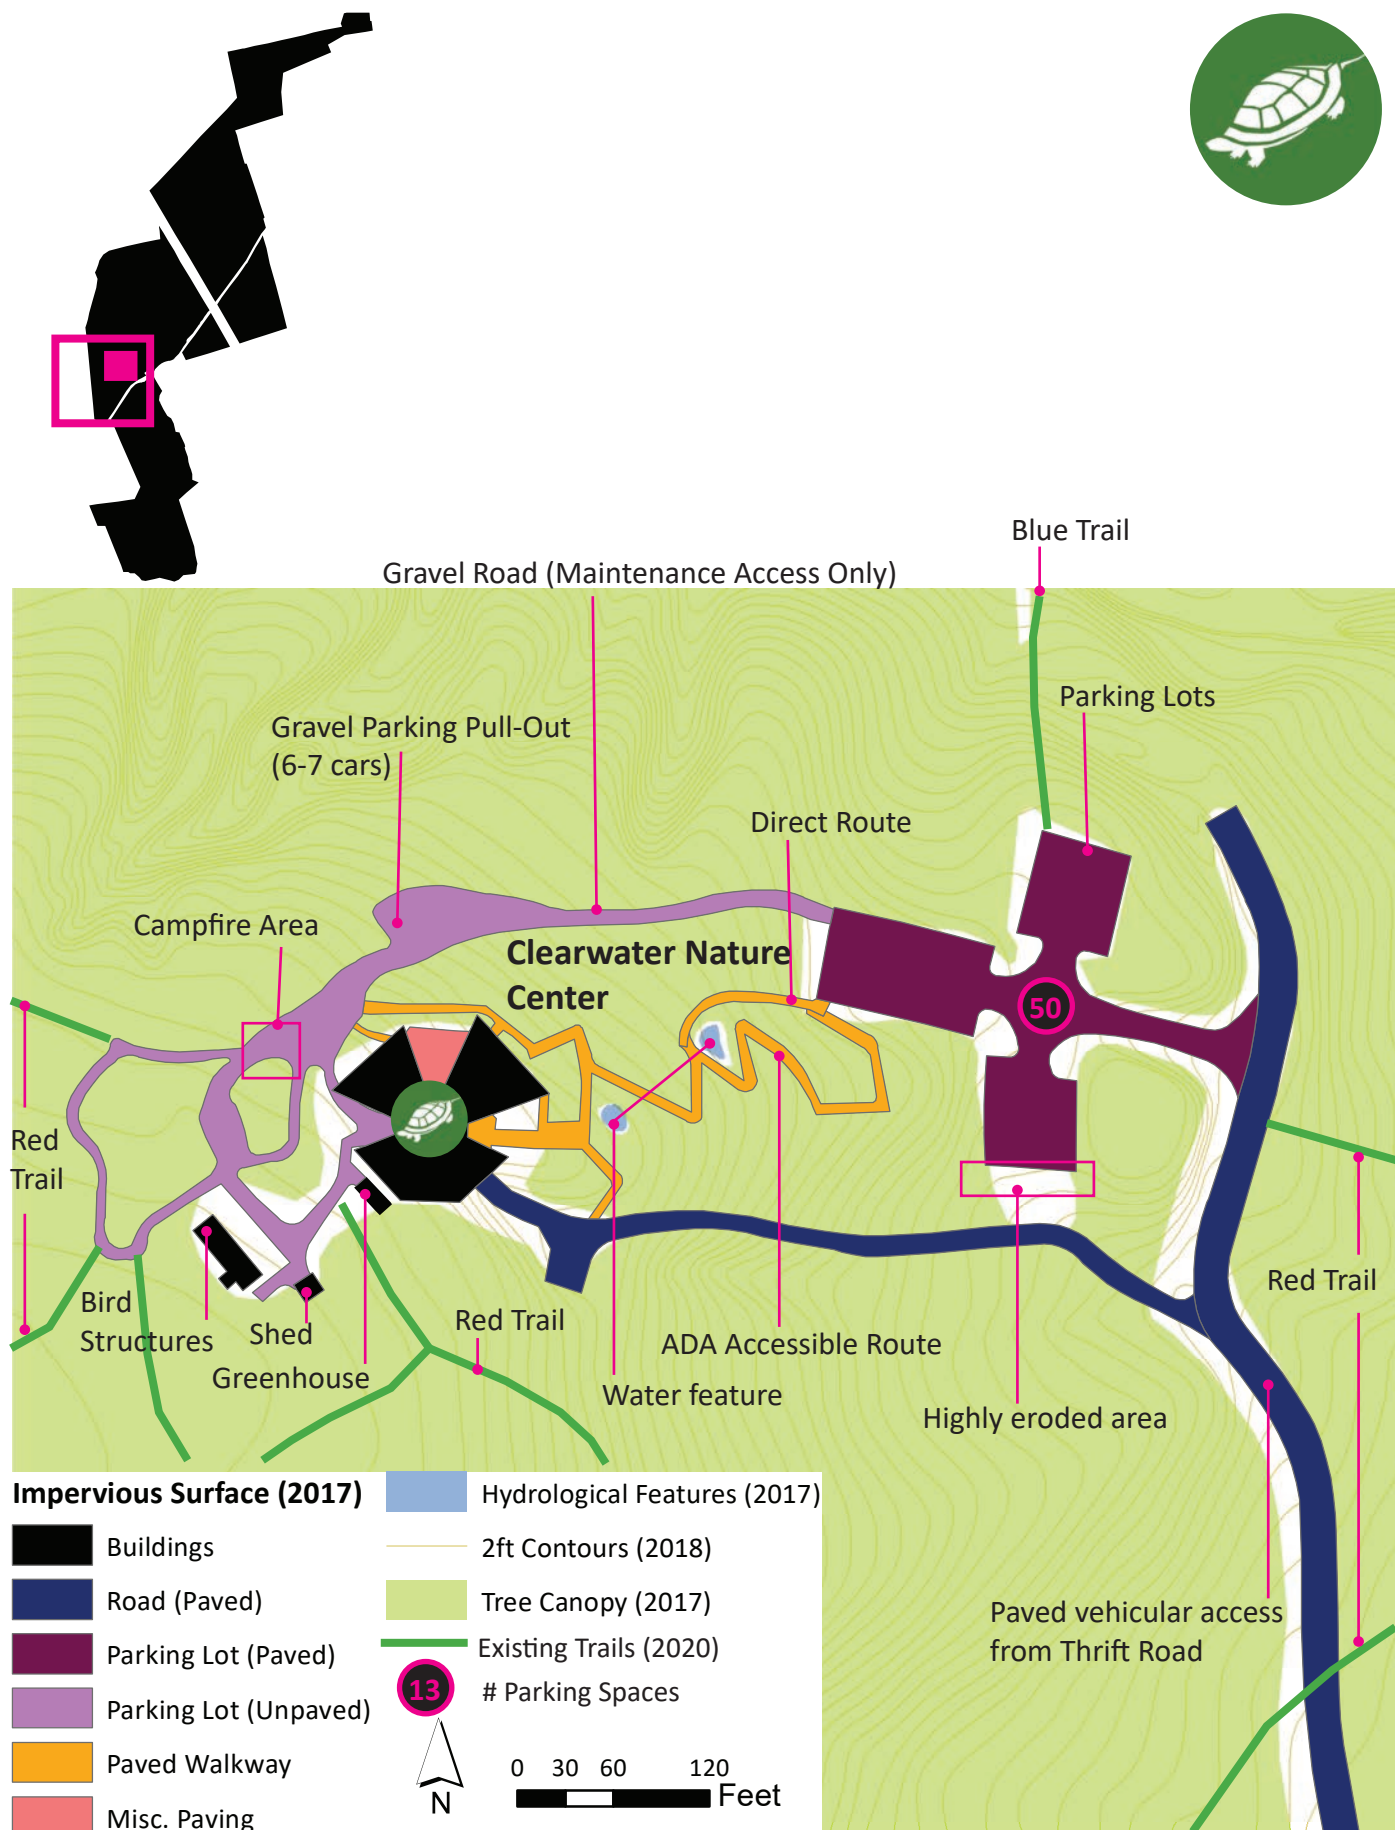 Blue Trail
Gravel Road (Maintenance Access Only)
Parking Lots
Gravel Parking Pull-Out
(6-7 cars)
Direct Route
Campfire Area
Clearwater Nature
Center
50
Red
Trail
Bird
Structures
Shed
Greenhouse
Red Trail
ADA Accessible Route
Water feature
Highly eroded area
Red Trail
Paved vehicular access
from Thrift Road
Impervious Surface (2017)
Buildings
Road (Paved)
Parking Lot (Paved)
Parking Lot (Unpaved)
Paved Walkway
Misc. Paving
Hydrological Features (2017)
2ft Contours (2018)
Tree Canopy (2017)
Existing Trails (2020)
13 # Parking Spaces
N
0 30 60 120
Feet